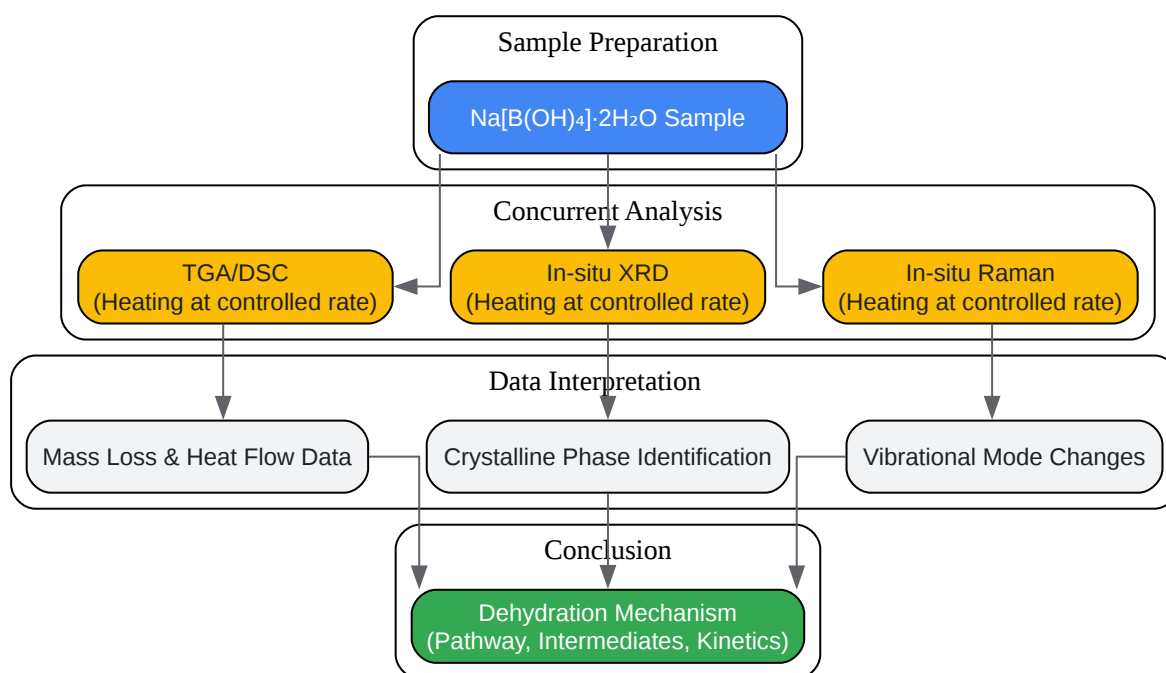 Sample Preparation
Na[B(OH)₄]·2H₂O Sample
Concurrent Analysis
TGA/DSC
(Heating at controlled rate)
In-situ XRD
(Heating at controlled rate)
In-situ Raman
(Heating at controlled rate)
Data Interpretation
Mass Loss & Heat Flow Data
Crystalline Phase Identification
Vibrational Mode Changes
Conclusion
Dehydration Mechanism
(Pathway, Intermediates, Kinetics)